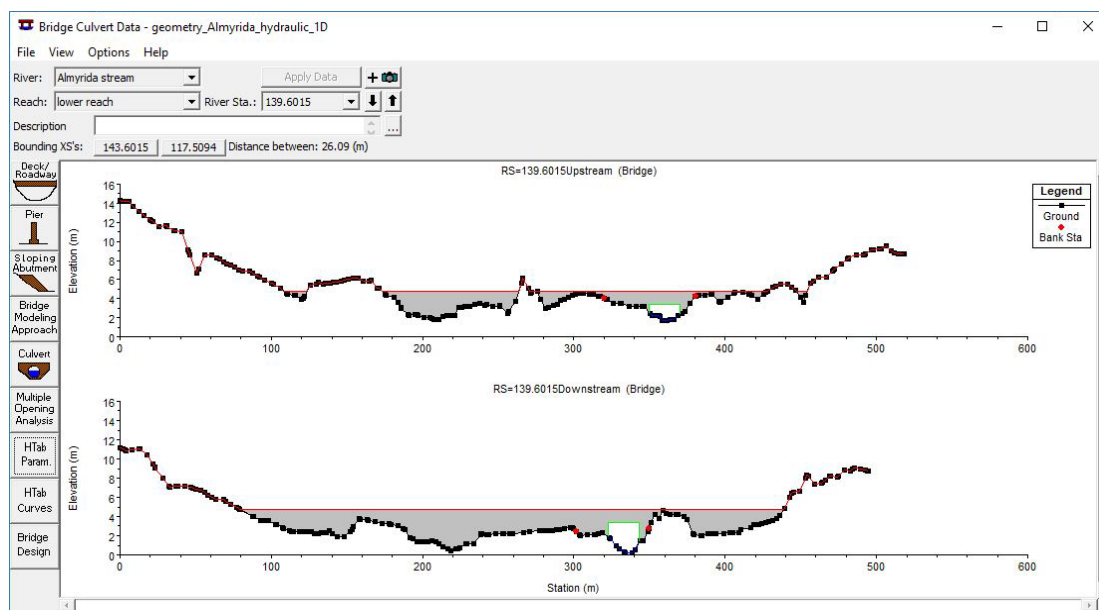 Bridge Culvert Data - geometry_Almyrida_hydraulic_1D
File View Options Help
River: Almyrida stream Apply Data +
Reach: lower reach River Sta.: 139.6015
Description ...
Bounding XS's: 143.6015 117.5094 Distance between: 26.09 (m)
Deck/
Roadway
Pier
Sloping
Abutment
Bridge
Modeling
Approach
Culvert
Multiple
Opening
Analysis
HTab
Param.
HTab
Curves
Bridge
Design
RS=139.6015Upstream (Bridge)
Elevation (m)
16
14
12
10
8
6
4
2
0
0 100 200 300 400 500 600
Legend
Ground
Bank Sta
RS=139.6015Downstream (Bridge)
Elevation (m)
16
14
12
10
8
6
4
2
0
0 100 200 300 400 500 600
Station (m)